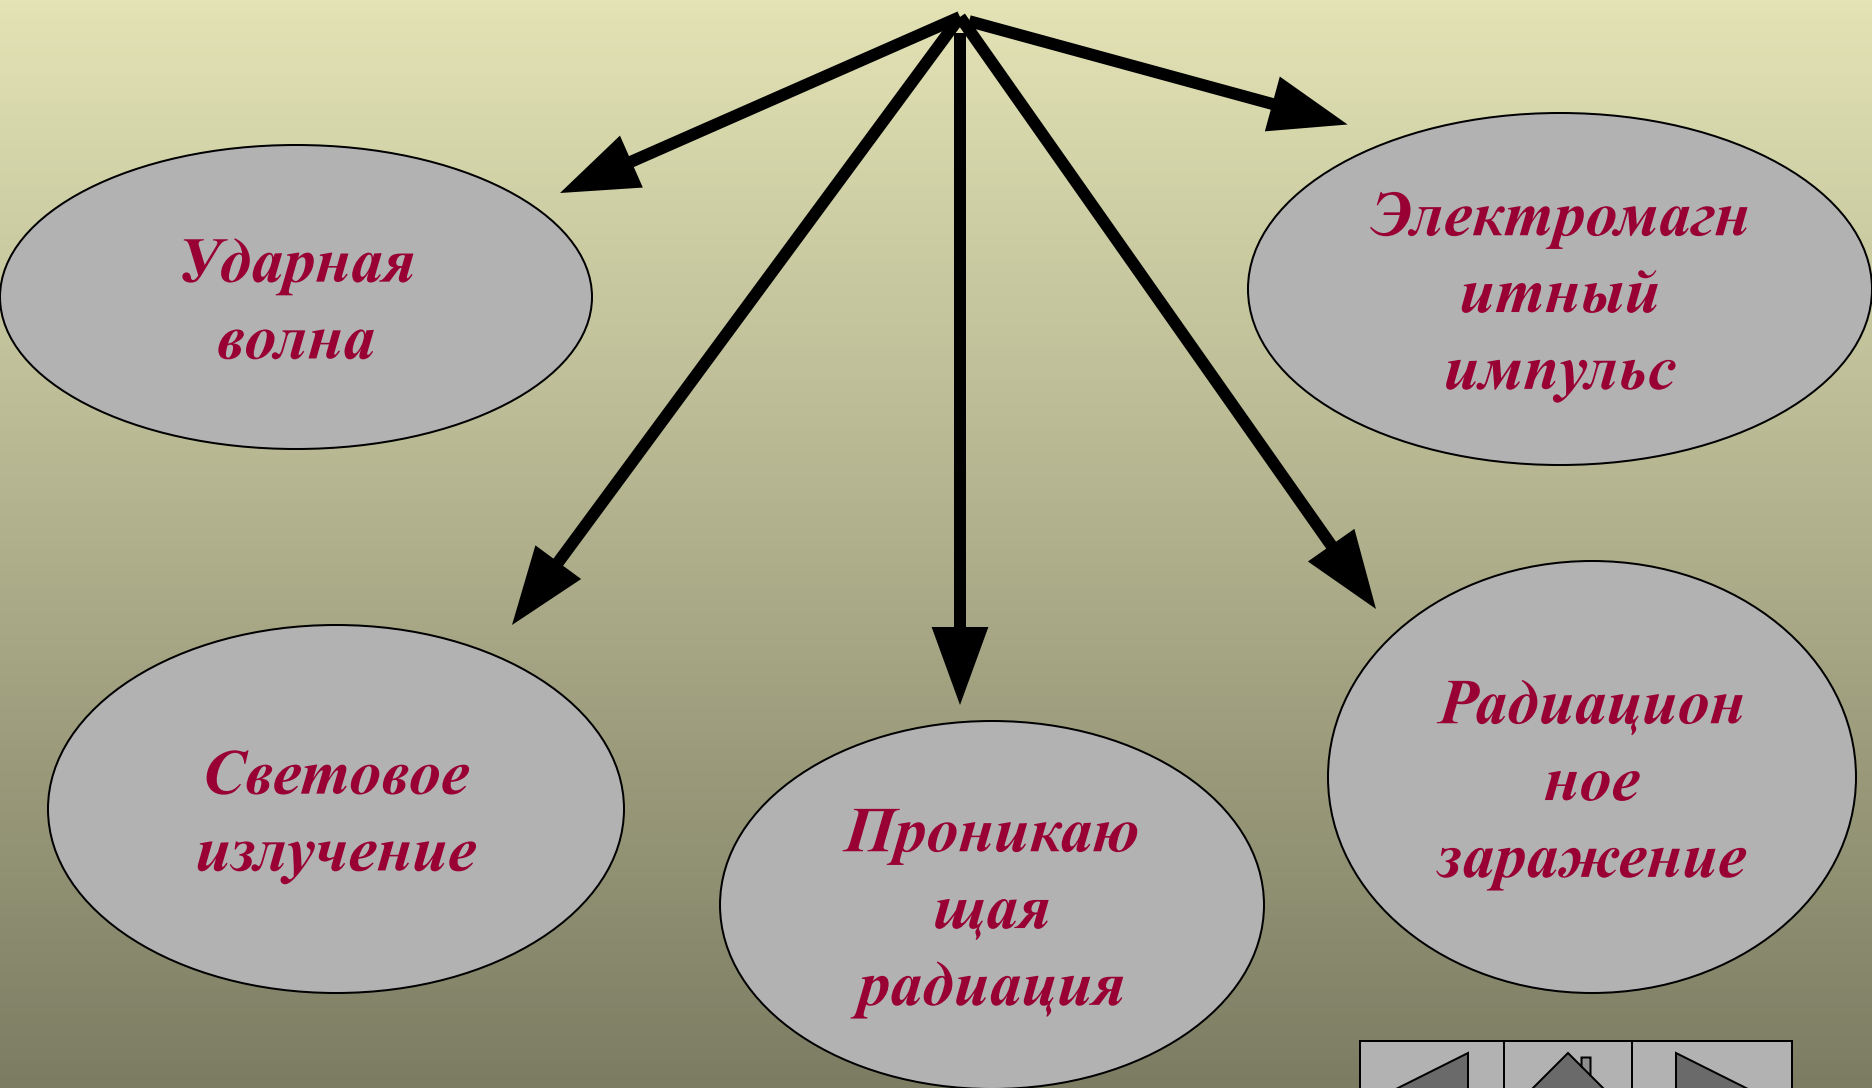 Ударная
волна
Электромагн
итный
импульс
Световое
излучение
Проникаю
щая
радиация
Радиацион
ное
заражение